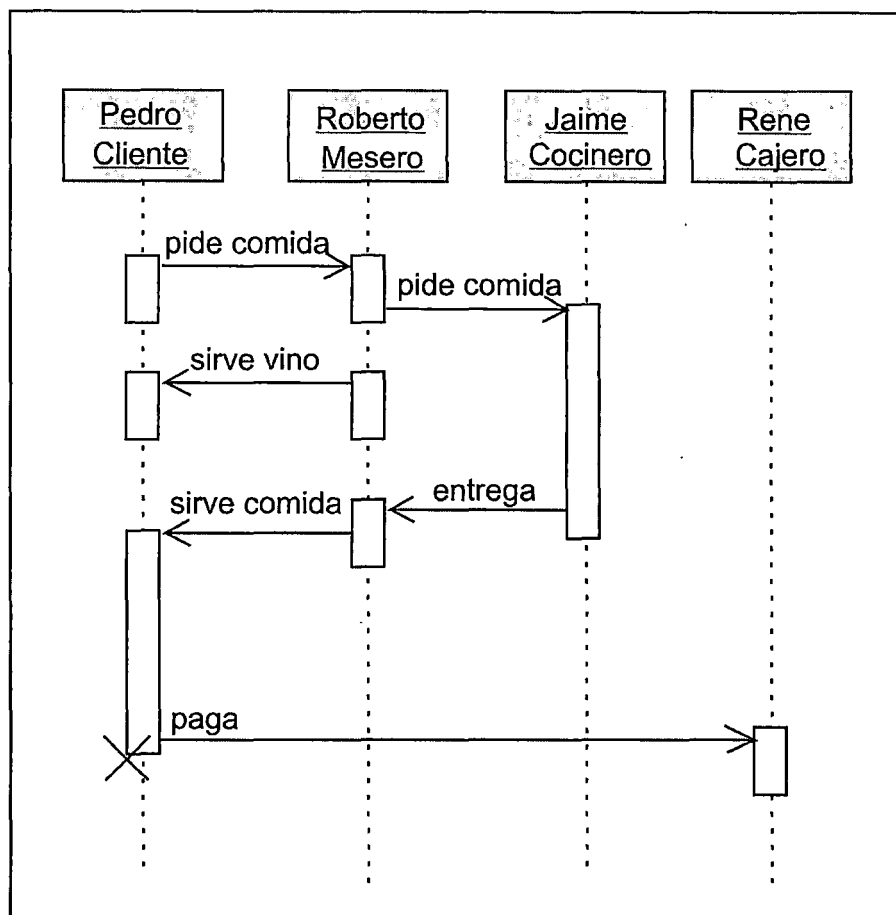 Pedro
Cliente
Roberto
Mesero
Jaime
Cocinero
Rene
Cajero
pide comida
pide comida
sirve vino
entrega
sirve comida
paga